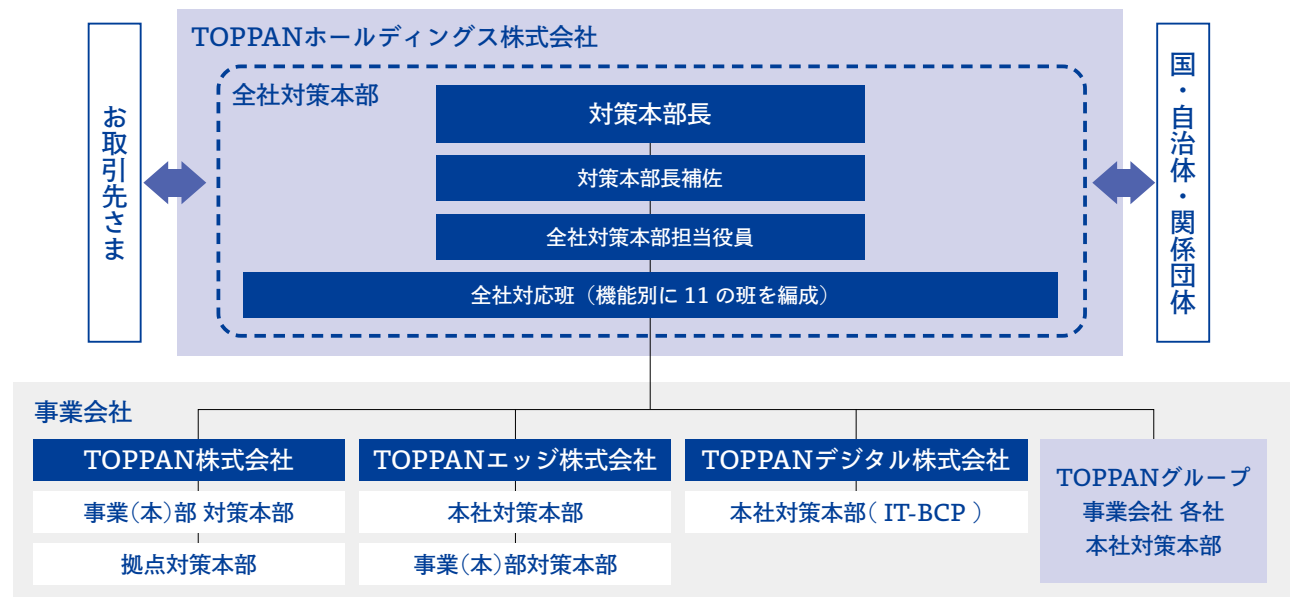 お取引先さま
TOPPANホールディングス株式会社
全社対策本部
対策本部長
対策本部長補佐
全社対策本部担当役員
全社対応班（機能別に 11 の班を編成）
国・自治体・関係団体
事業会社
TOPPAN株式会社
事業（本）部 対策本部
拠点対策本部
TOPPANエッジ株式会社
本社対策本部
事業（本）部対策本部
TOPPANデジタル株式会社
本社対策本部（ IT-BCP ）
TOPPANグループ
事業会社 各社
本社対策本部